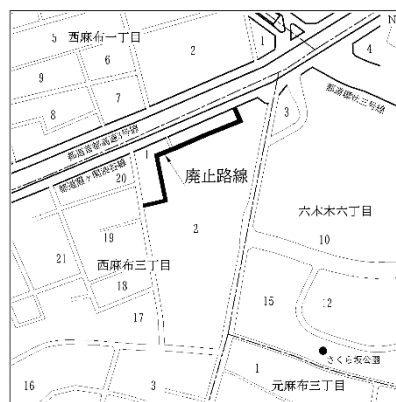 5 西麻布一丁目
2
1
N
4
6
9
7
8
3
都道環状三号線
都道首都高速3号線
都道霞ヶ関渋谷線
1
20
廃止路線
2
六本木六丁目
10
19
西麻布三丁目
21
18
17
15
12
さくら坂公園
16
3
1
元麻布三丁目